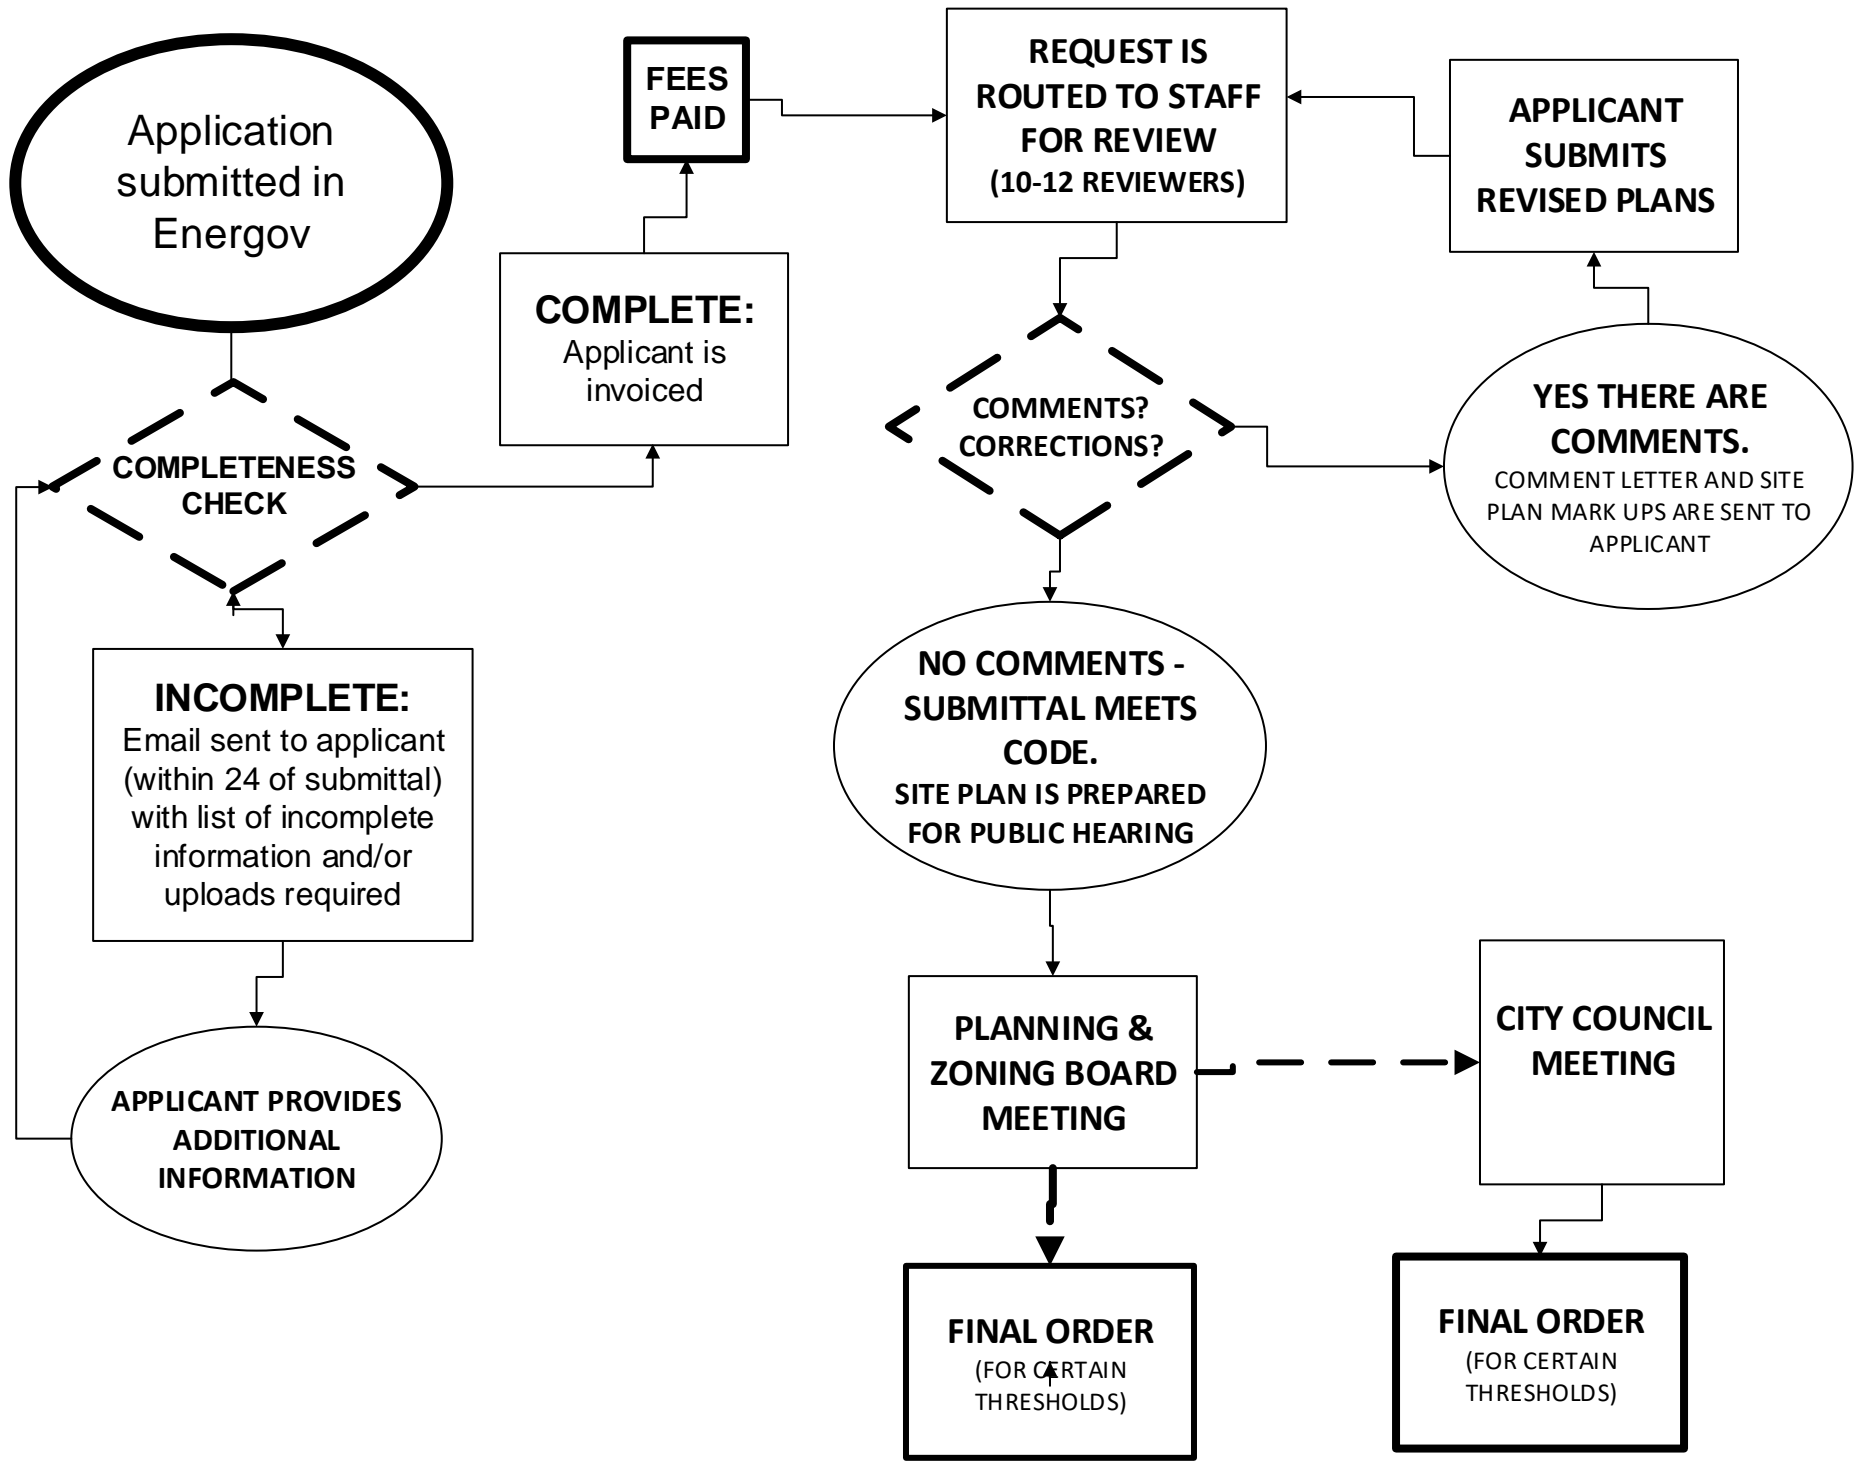 Application
submitted in
Energov
COMPLETENESS
CHECK
INCOMPLETE:
Email sent to applicant
(within 24 of submittal)
with list of incomplete
information and/or
uploads required
APPLICANT PROVIDES
ADDITIONAL
INFORMATION
COMPLETE:
Applicant is
invoiced
FEES
PAID
REQUEST IS
ROUTED TO STAFF
FOR REVIEW
(10-12 REVIEWERS)
COMMENTS?
CORRECTIONS?
YES THERE ARE
COMMENTS.
COMMENT LETTER AND SITE
PLAN MARK UPS ARE SENT TO
APPLICANT
APPLICANT
SUBMITS
REVISED PLANS
NO COMMENTS -
SUBMITTAL MEETS
CODE.
SITE PLAN IS PREPARED
FOR PUBLIC HEARING
PLANNING &
ZONING BOARD
MEETING
FINAL ORDER
(FOR CERTAIN
THRESHOLDS)
CITY COUNCIL
MEETING
FINAL ORDER
(FOR CERTAIN
THRESHOLDS)